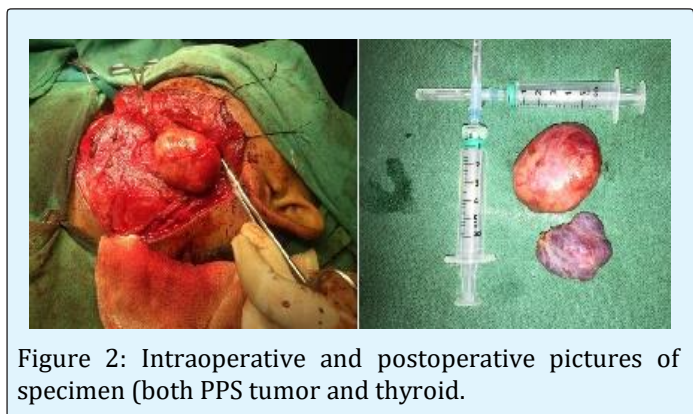 Figure 2: Intraoperative and postoperative pictures of
specimen (both PPS tumor and thyroid.